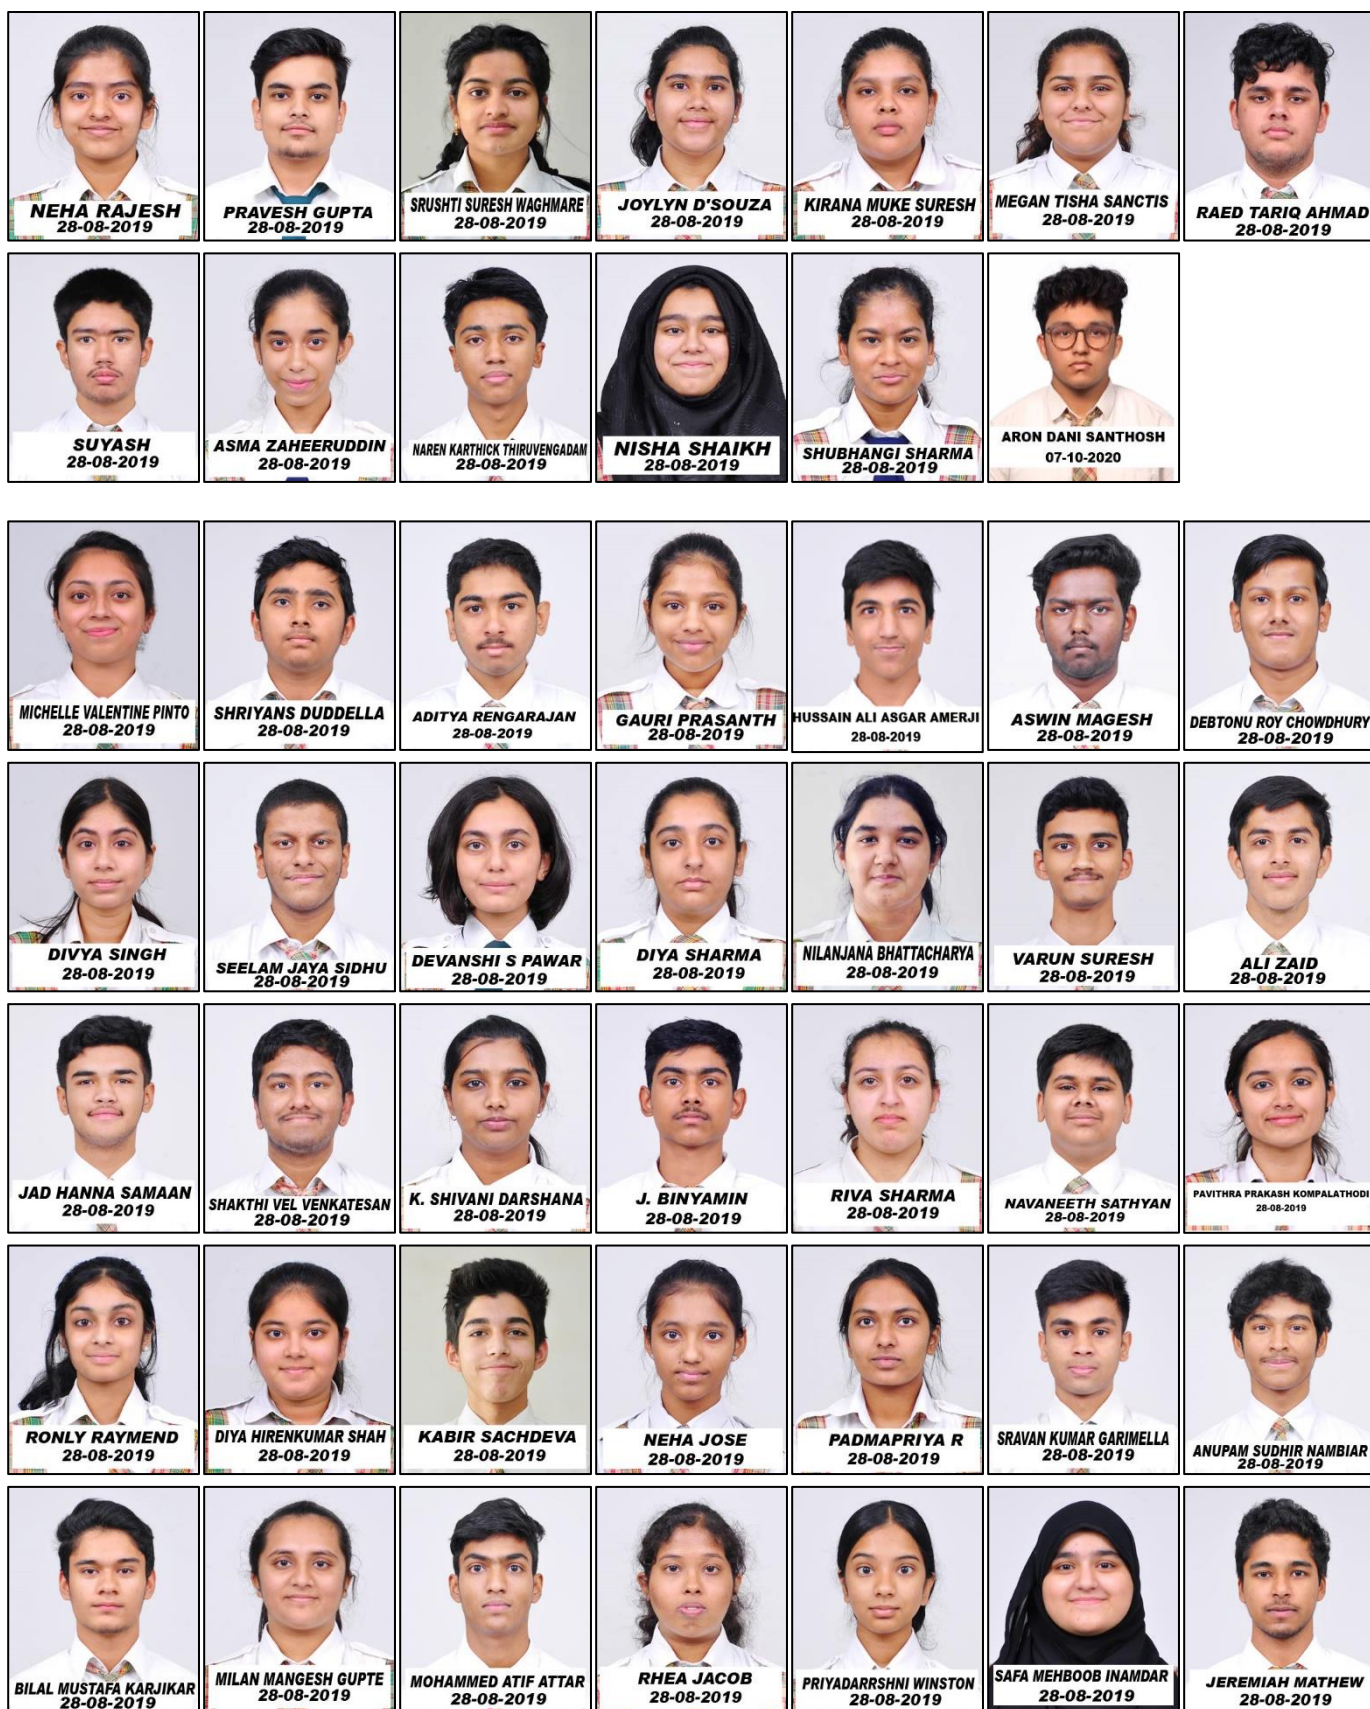 NEHA RAJESH
28-08-2019
PRAVESH GUPTA
28-08-2019
SRUSHTI SURESH WAGHMARE
28-08-2019
JOYLYN D'SOUZA
28-08-2019
KIRANA MUKE SURESH
28-08-2019
MEGAN TISHA SANCTIS
28-08-2019
RAED TARIQ AHMAD
28-08-2019
SUYASH
28-08-2019
ASMA ZAHEERUDDIN
28-08-2019
NAREN KARTHICK THIRUVENGADAM
28-08-2019
NISHA SHAIKH
28-08-2019
SHUBHANGI SHARMA
28-08-2019
ARON DANI SANTHOSH
07-10-2020
MICHELLE VALENTINE PINTO
28-08-2019
SHRIYANS DUDDELLA
28-08-2019
ADITYA RENGARAJAN
28-08-2019
GAURI PRASANTH
28-08-2019
HUSSAIN ALI ASGAR AMERJI
28-08-2019
ASWIN MAGESH
28-08-2019
DEBTONU ROY CHOWDHURY
28-08-2019
DIVYA SINGH
28-08-2019
SEELAM JAYA SIDHU
28-08-2019
DEVANSHI S PAWAR
28-08-2019
DIYA SHARMA
28-08-2019
NILANJANA BHATTACHARYA
28-08-2019
VARUN SURESH
28-08-2019
ALI ZAID
28-08-2019
JAD HANNA SAMAAN
28-08-2019
SHAKTHI VEL VENKATESAN
28-08-2019
K. SHIVANI DARSHANA
28-08-2019
J. BINYAMIN
28-08-2019
RIVA SHARMA
28-08-2019
NAVANEETH SATHYAN
28-08-2019
PAVITHRA PRAKASH KOMPALATHODI
28-08-2019
RONLY RAYMEND
28-08-2019
DIYA HIRENKUMAR SHAH
28-08-2019
KABIR SACHDEVA
28-08-2019
NEHA JOSE
28-08-2019
PADMAPRIYA R
28-08-2019
SRAVAN KUMAR GARIMELLA
28-08-2019
ANUPAM SUDHIR NAMBIAR
28-08-2019
BILAL MUSTAFA KARJIKAR
28-08-2019
MILAN MANGESH GUPTE
28-08-2019
MOHAMMED ATIF ATTAR
28-08-2019
RHEA JACOB
28-08-2019
PRIYADARRSHNI WINSTON
28-08-2019
SAFA MEHBOOB INAMDAR
28-08-2019
JEREMIAH MATHEW
28-08-2019